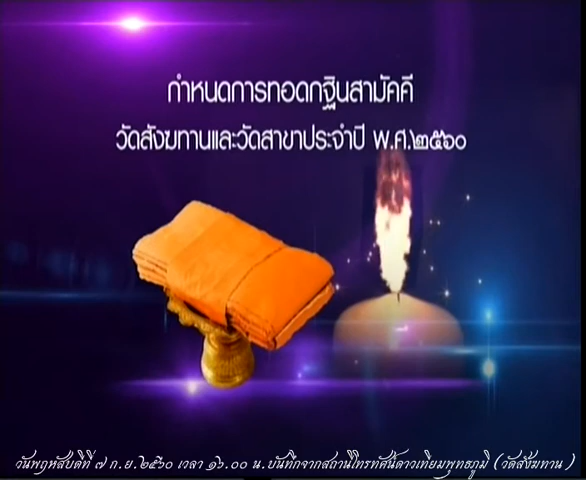 กำหนดการทอดกฐินสามัคคี
วัดสังฆทานและวัดสาขาประจำปี พ.ศ.๒๕๖๐
วันพฤหัสบดีที่ ๗ ก.ย.๒๕๖๐ เวลา ๑๖.๐๐ น.บันทึกจากสถานีโทรทัศน์ดาวเทียมพุทธภูมิ (วัดสังฆทาน)